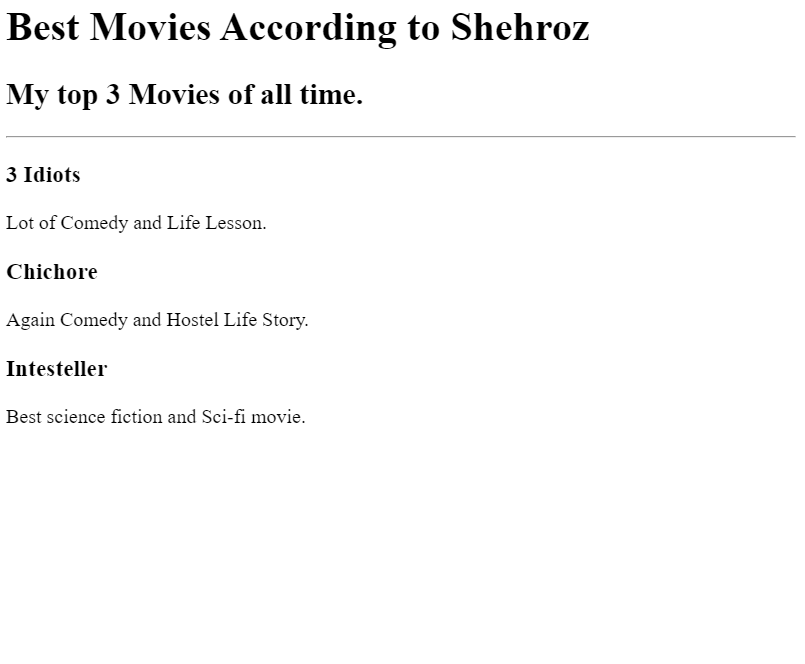 Best Movies According to Shehroz
My top 3 Movies of all time.
3 Idiots
Lot of Comedy and Life Lesson.
Chichore
Again Comedy and Hostel Life Story.
Intesteller
Best science fiction and Sci-fi movie.